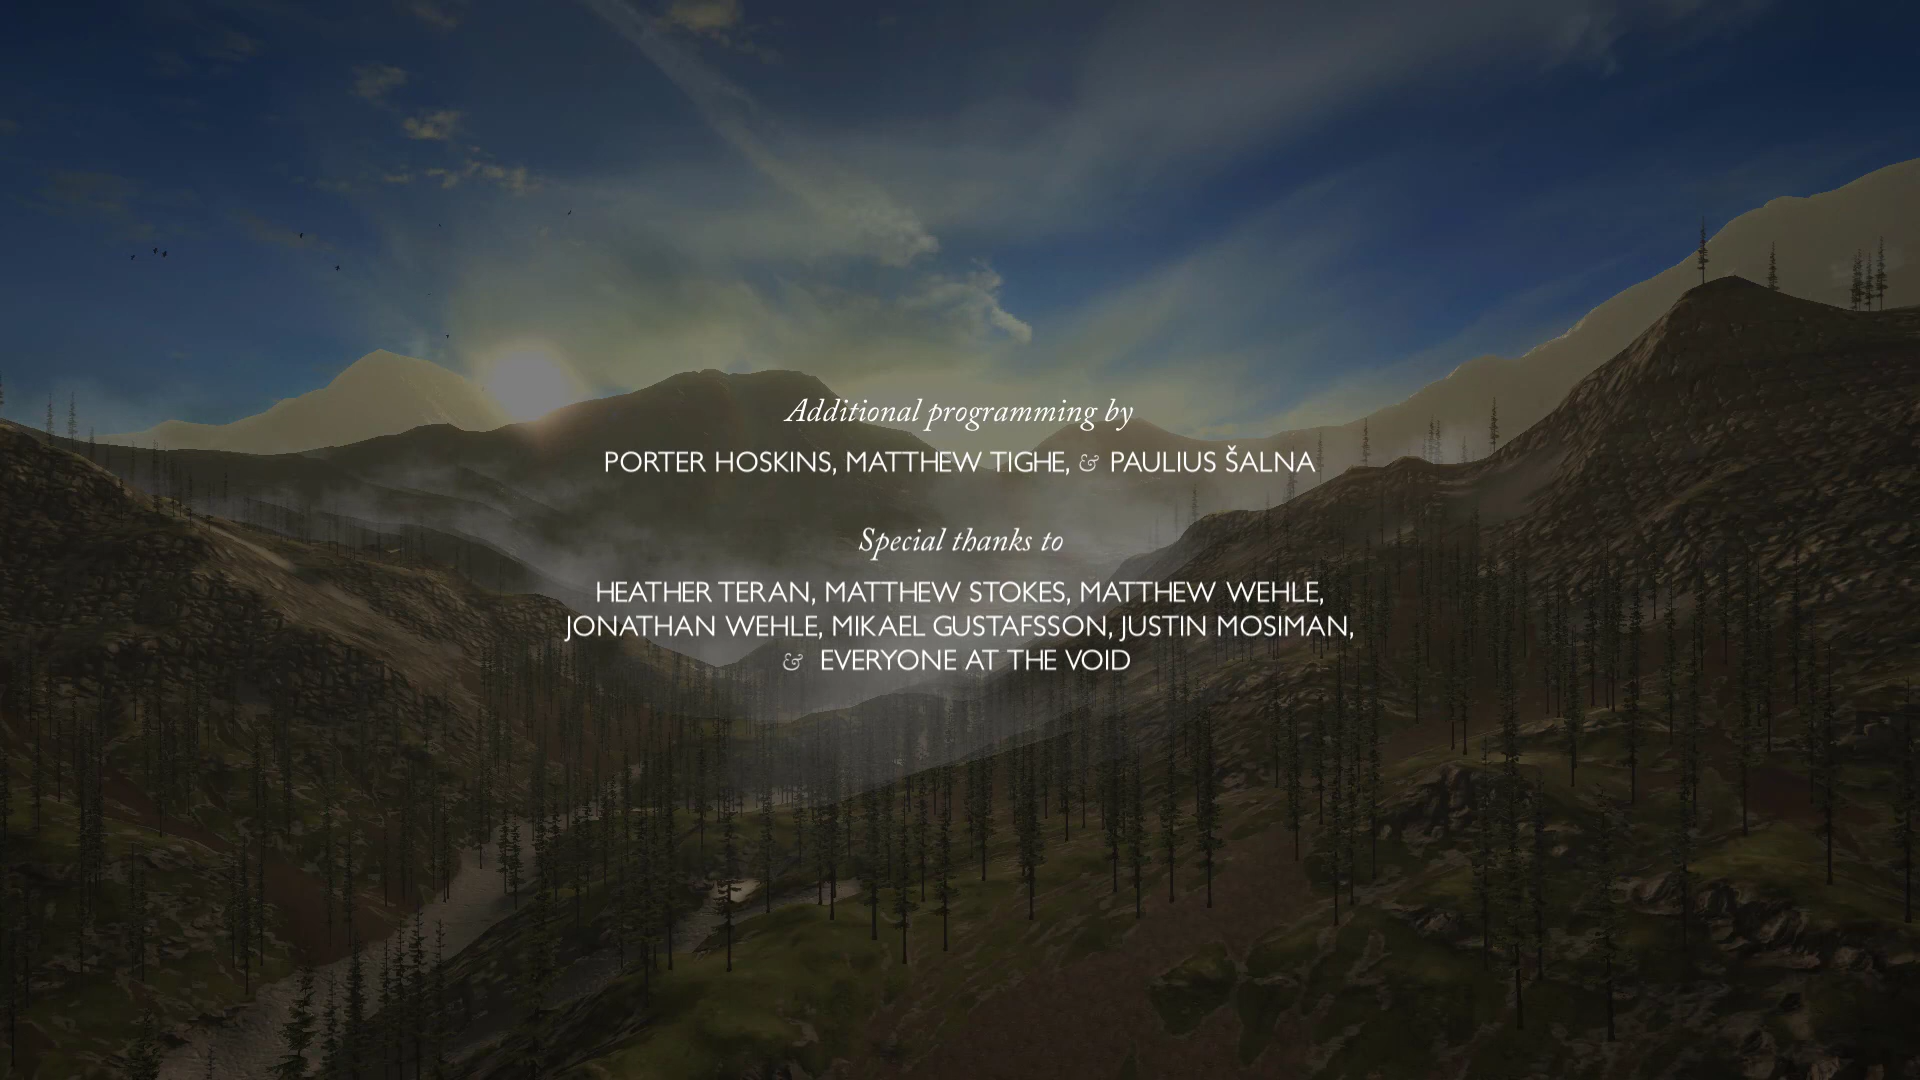 Additional programming by
PORTER HOSKINS, MATTHEW TIGHE, & PAULIUS ŠALNA
Special thanks to
HEATHER TERAN, MATTHEW STOKES, MATTHEW WEHLE,
JONATHAN WEHLE, MIKAEL GUSTAFSSON, JUSTIN MOSIMAN,
& EVERYONE AT THE VOID